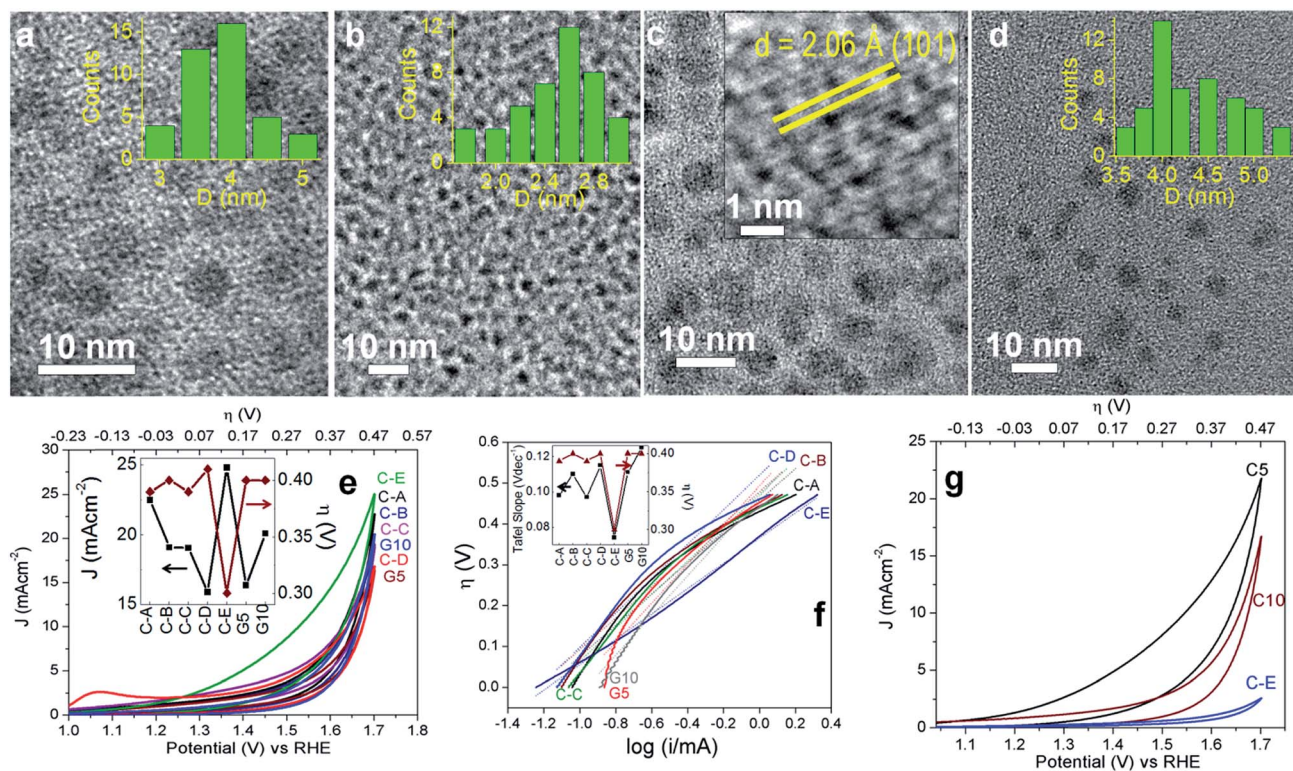 a
15
10
5
0
Counts
3 4 5
D (nm)
10 nm
b
12
8
4
0
Counts
2.0 2.4 2.8
D (nm)
10 nm
c
d = 2.06 Å (101)
1 nm
10 nm
d
12
8
4
0
Counts
3.5 4.0 4.5 5.0
D (nm)
10 nm
η (V)
-0.23 -0.13 -0.03 0.07 0.17 0.27 0.37 0.47 0.57
30
25
20
15
10
5
0
J (mAcm⁻²)
25
20
15
J (mAcm⁻²)
0.40
0.35
0.30
η (V)
C-A
C-B
C-C
C-D
C-E
G5
G10
e
C-E
C-A
C-B
C-C
G10
C-D
G5
1.0 1.1 1.2 1.3 1.4 1.5 1.6 1.7 1.8
Potential (V) vs RHE
0.6
0.5
0.4
0.3
0.2
0.1
0.0
η (V)
0.12
0.10
0.08
Tafel Slope (Vdec⁻¹)
0.40
0.35
0.30
η (V)
C-A
C-B
C-C
C-D
C-E
G5
G10
C-D
C-B
C-A
C-E
f
G10
C-C G5
-1.4 -1.0 -0.6 -0.2 0.0 0.4
log (i/mA)
η (V)
-0.13 -0.03 0.07 0.17 0.27 0.37 0.47
25
20
15
10
5
0
J (mAcm⁻²)
g
C5
C10
C-E
1.1 1.2 1.3 1.4 1.5 1.6 1.7
Potential (V) vs RHE